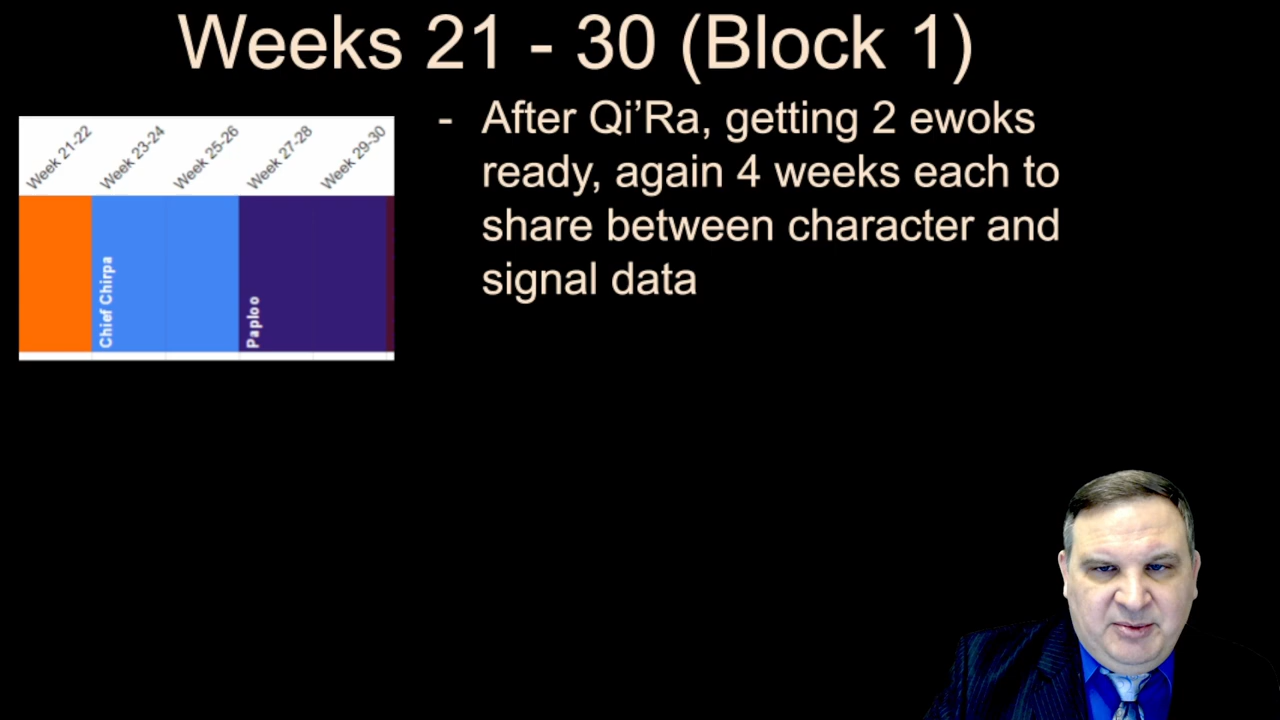 Weeks 21 - 30 (Block 1)
Week 21-22
Week 23-24
Week 25-26
Week 27-28
Week 29-30
Chief Chirpa
Paploo
- After Qi’Ra, getting 2 ewoks
ready, again 4 weeks each to
share between character and
signal data